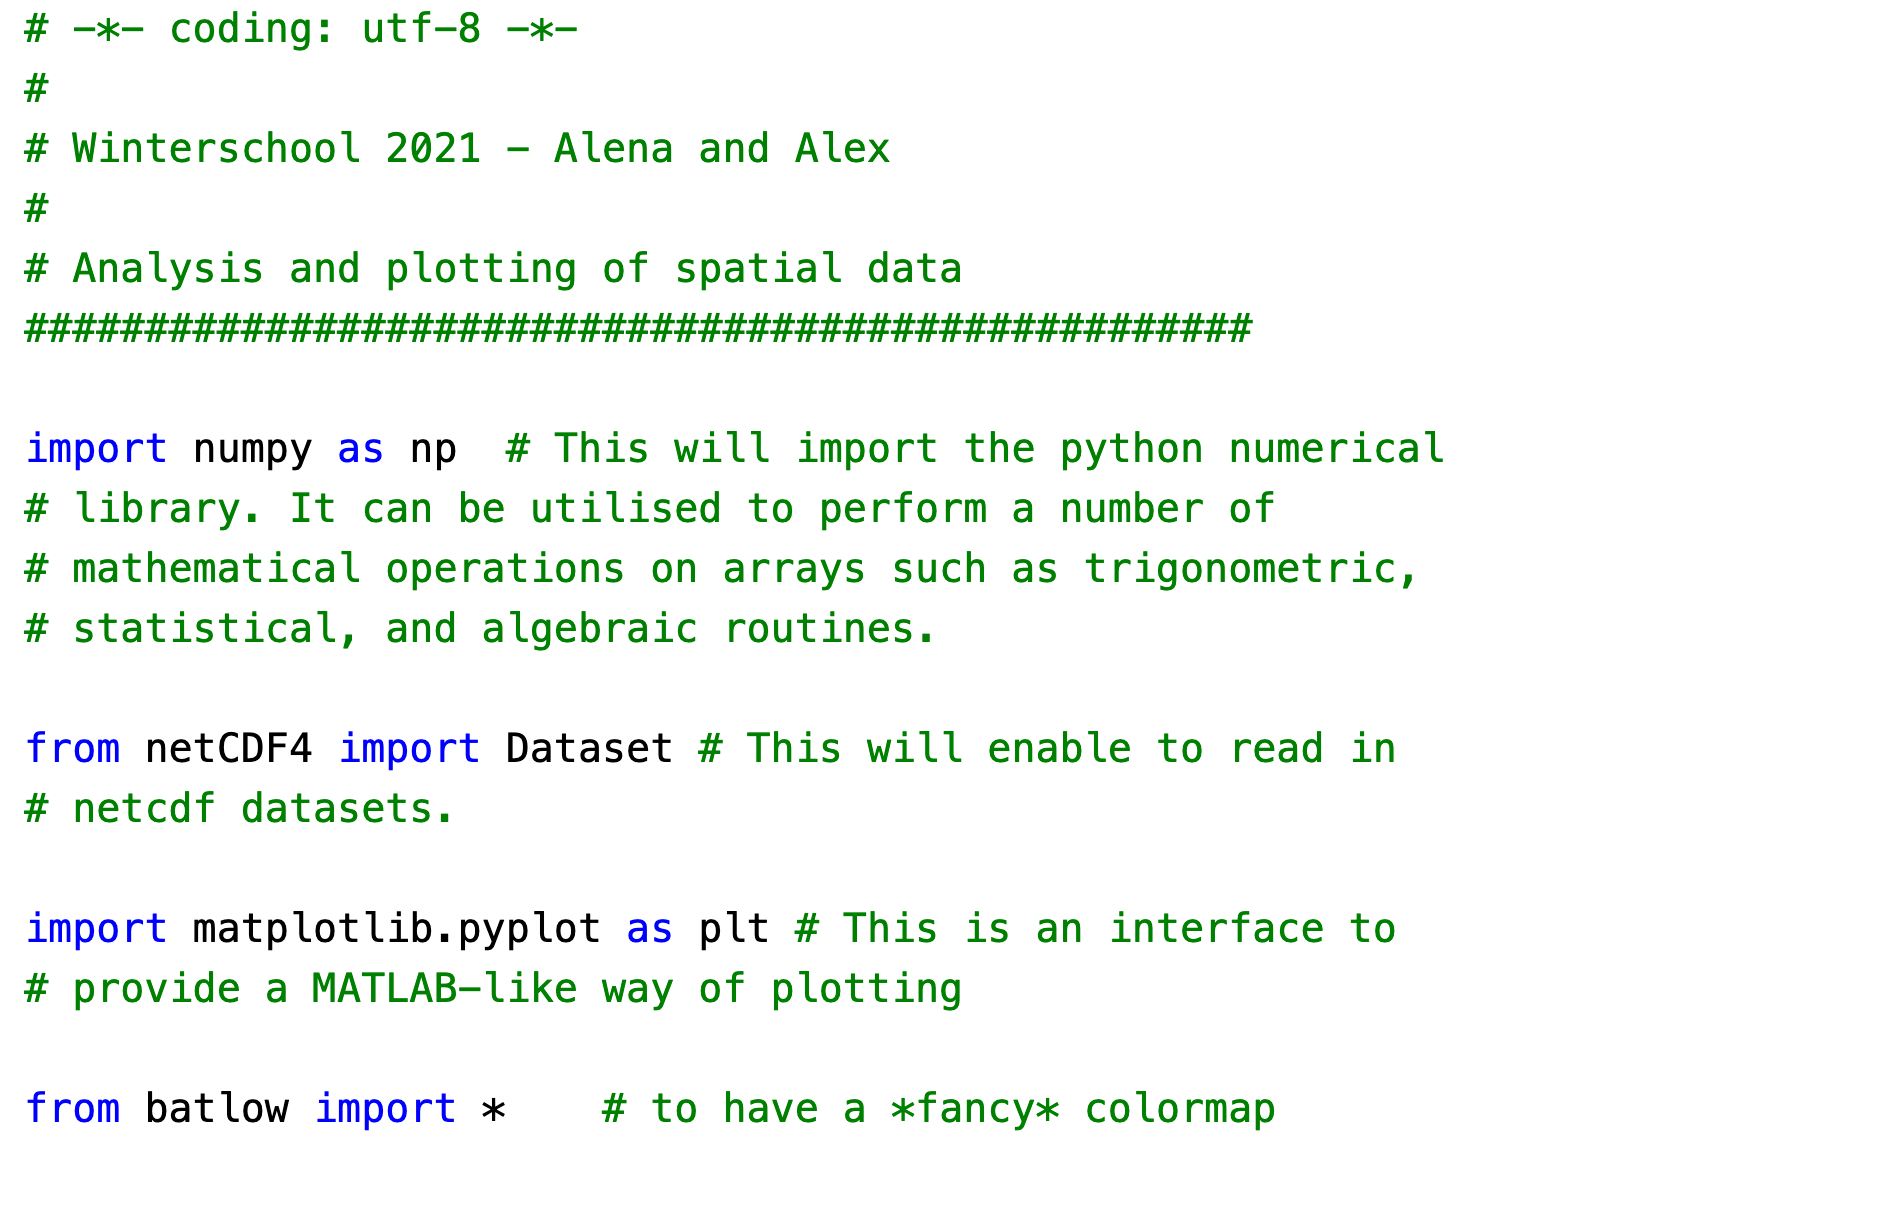 # -*- coding: utf-8 -*-
#
# Winterschool 2021 - Alena and Alex
#
# Analysis and plotting of spatial data
###################################################
import numpy as np  # This will import the python numerical
# library. It can be utilised to perform a number of
# mathematical operations on arrays such as trigonometric,
# statistical, and algebraic routines.
from netCDF4 import Dataset # This will enable to read in
# netcdf datasets.
import matplotlib.pyplot as plt # This is an interface to
# provide a MATLAB-like way of plotting
from batlow import *    # to have a *fancy* colormap